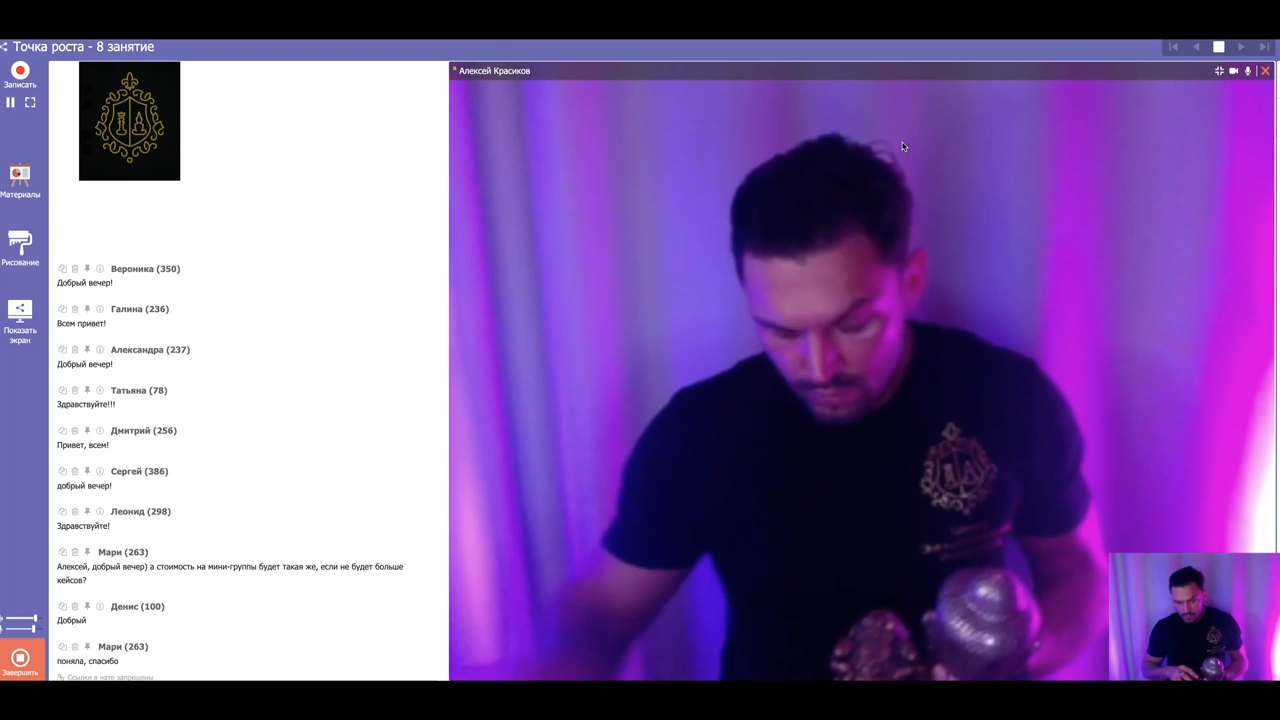 Точка роста - 8 занятие
Записать
Материалы
Рисование
Показать
экран
Завершить
Алексей Красиков
Вероника (350)
Добрый вечер!
Галина (236)
Всем привет!
Александра (237)
Добрый вечер!
Татьяна (78)
Здравствуйте!!!
Дмитрий (256)
Привет, всем!
Сергей (386)
добрый вечер!
Леонид (298)
Здравствуйте!
Мари (263)
Алексей, добрый вечер) а стоимость на мини-группы будет такая же, если не будет больше
кейсов?
Денис (100)
Добрый
Мари (263)
поняла, спасибо
Ссылки в чате запрещены